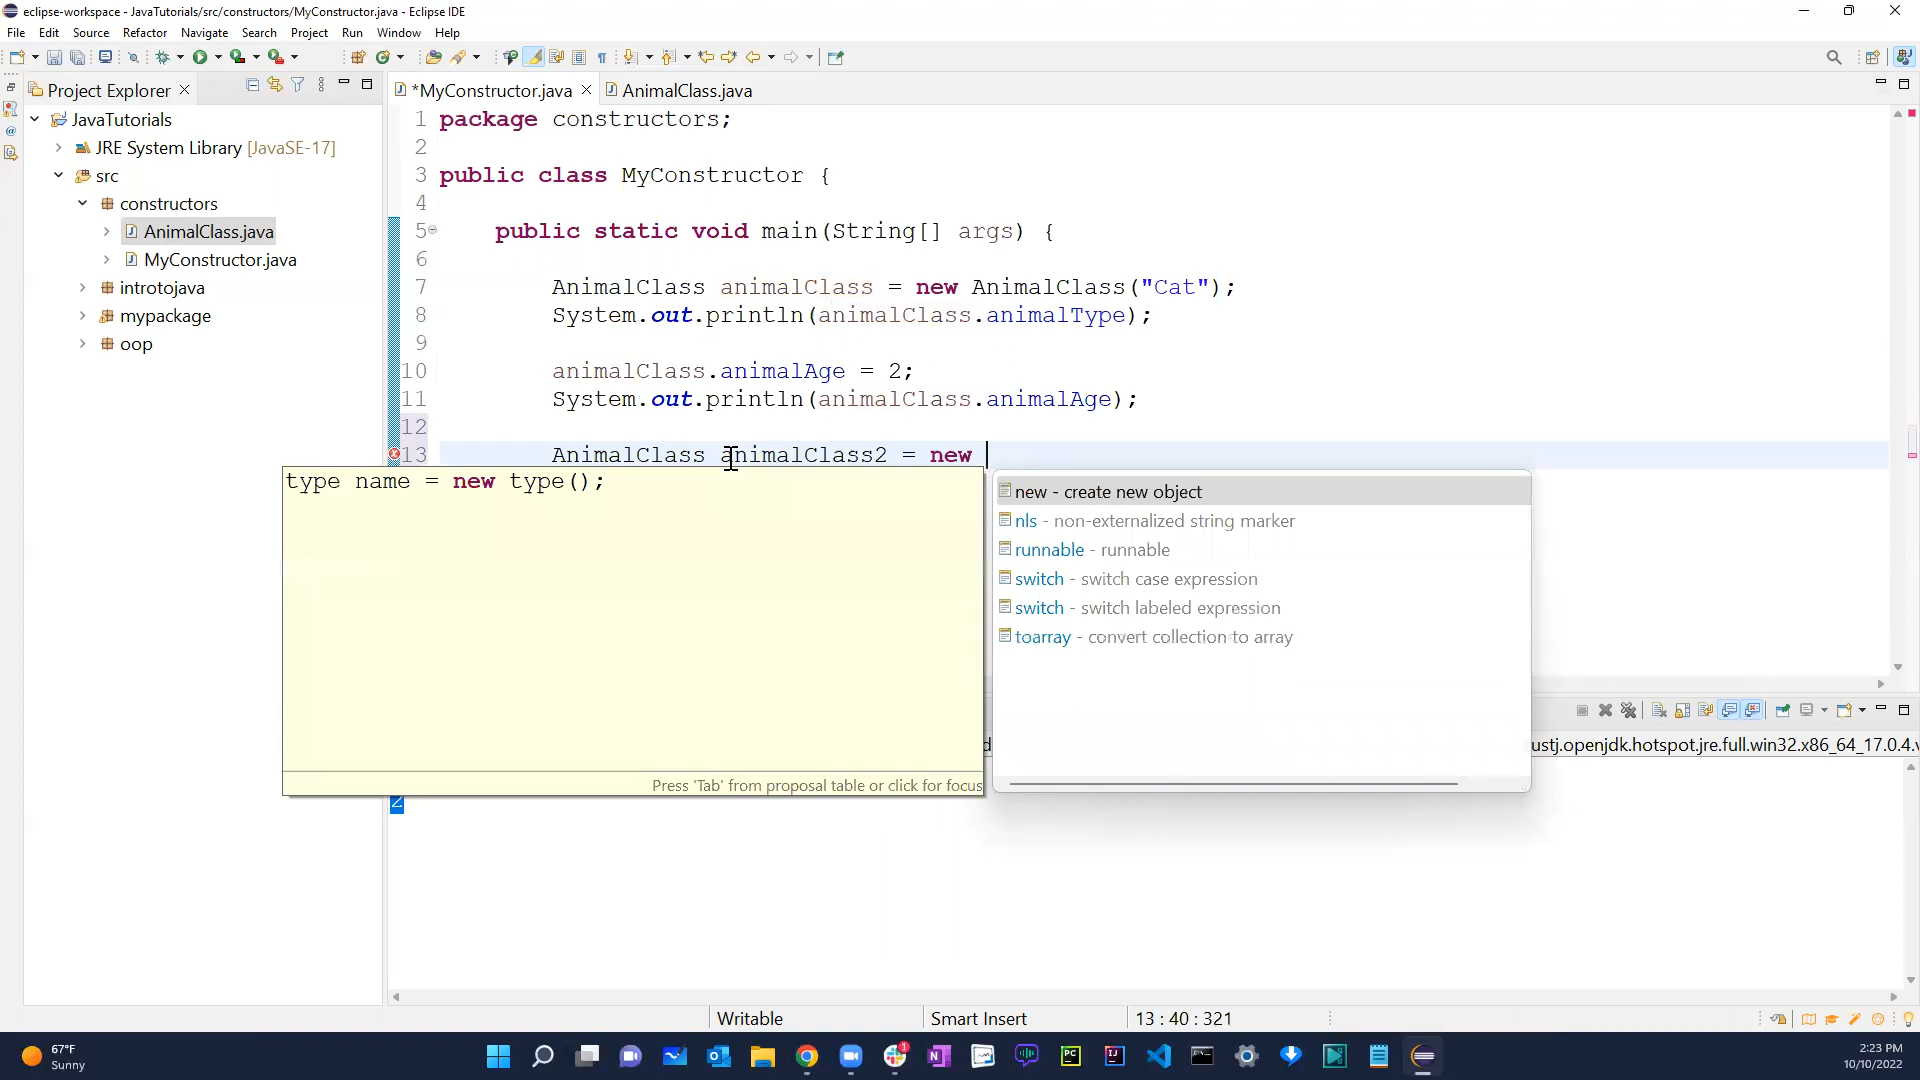 eclipse-workspace - JavaTutorials/src/constructors/MyConstructor.java - Eclipse IDE
File Edit Source Refactor Navigate Search Project Run Window Help
Project Explorer
*MyConstructor.java
AnimalClass.java
JavaTutorials
JRE System Library [JavaSE-17]
src
constructors
AnimalClass.java
MyConstructor.java
introtojava
mypackage
oop
1 package constructors;
2
3 public class MyConstructor {
4
5 public static void main(String[] args) {
6
7 AnimalClass animalClass = new AnimalClass("Cat");
8 System.out.println(animalClass.animalType);
9
10 animalClass.animalAge = 2;
11 System.out.println(animalClass.animalAge);
12
13 AnimalClass animalClass2 = new
type name = new type();
Press 'Tab' from proposal table or click for focus
new - create new object
nls - non-externalized string marker
runnable - runnable
switch - switch case expression
switch - switch labeled expression
toarray - convert collection to array
ustj.openjdk.hotspot.jre.full.win32.x86_64_17.0.4.v
Writable
Smart Insert
13 : 40 : 321
67°F
Sunny
2:23 PM
10/10/2022